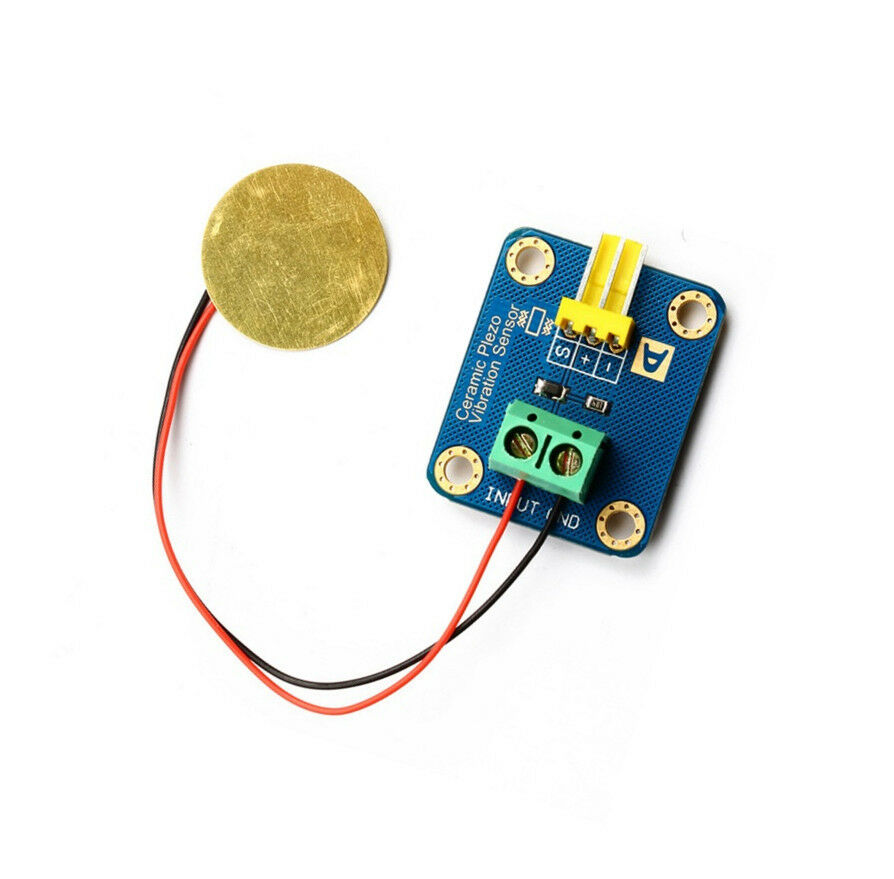 Ceramic Piezo
Vibration Sensor
S + -
INPUT GND